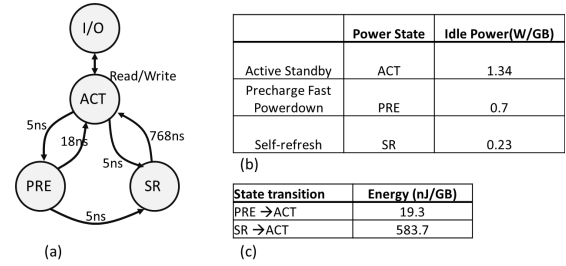 I/O
Read/Write
ACT
5ns
18ns
768ns
5ns
PRE
SR
5ns
(a)
Power State Idle Power(W/GB)
Active Standby ACT 1.34
Precharge Fast
Powerdown PRE 0.7
Self-refresh SR 0.23
(b)
State transition Energy (nJ/GB)
PRE →ACT 19.3
SR →ACT 583.7
(c)